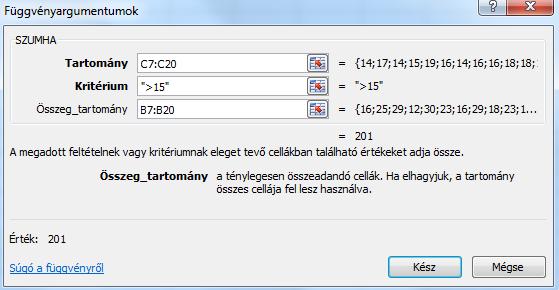 Függvényargumentumok
SZUMHA
Tartomány C7:C20 = {14;17;14;15;19;16;14;16;16;18;18;
Kritérium ">15" = ">15"
Összeg_tartomány B7:B20 = {16;25;29;12;30;23;16;29;18;23;1...
= 201
A megadott feltételnek vagy kritériumnak eleget tevő cellákban található értékeket adja össze.
Összeg_tartomány a ténylegesen összeadandó cellák. Ha elhagyjuk, a tartomány
összes cellája fel lesz használva.
Érték: 201
Súgó a függvényről Kész Mégse